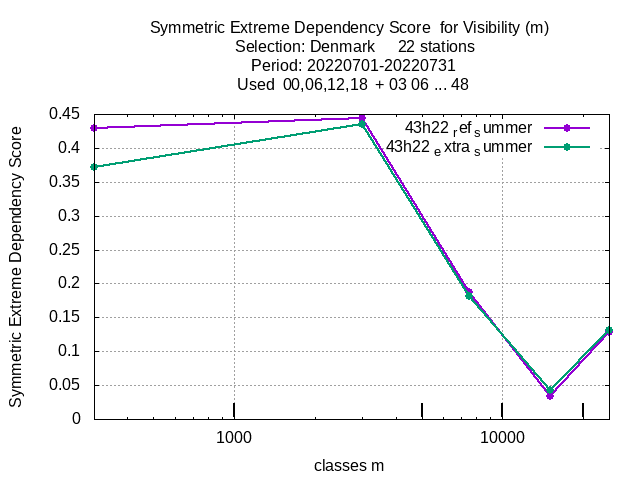 Symmetric Extreme Dependency Score  for Visibility (m)
Selection: Denmark     22 stations
Period: 20220701-20220731
Used  00,06,12,18  + 03 06 ... 48
43h22 ref summer
43h22 extra summer
Symmetric Extreme Dependency Score
0.45
0.4
0.35
0.3
0.25
0.2
0.15
0.1
0.05
0
1000 10000
classes m